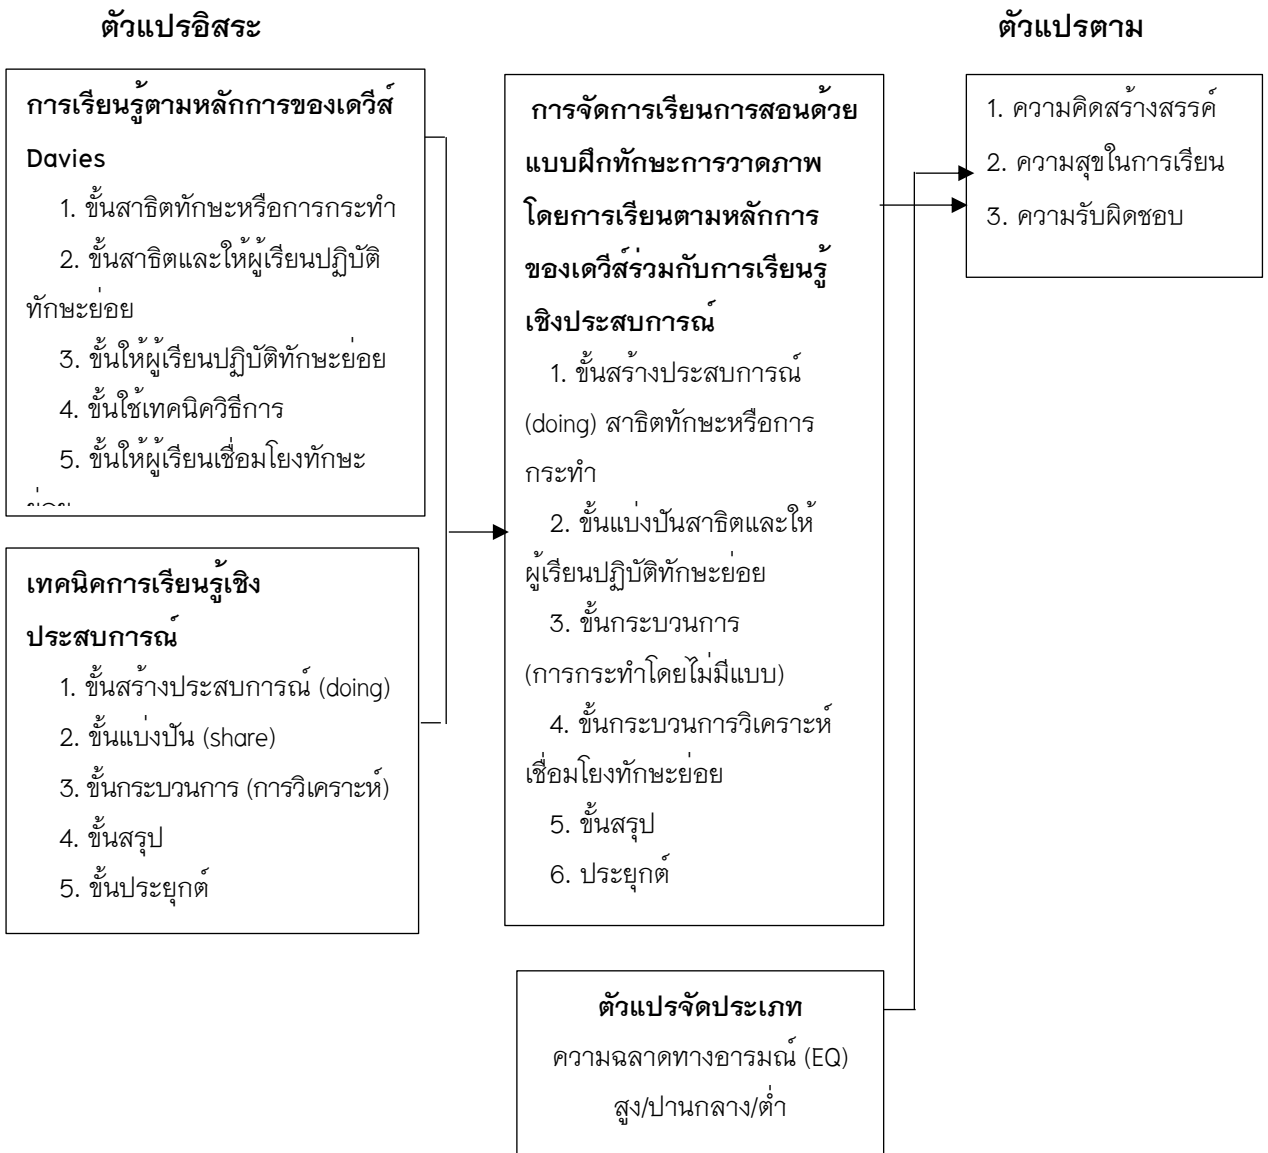 ตัวแปรอิสระ
ตัวแปรตาม
การเรียนรู้ตามหลักการของเดวีส์
Davies
1. ขั้นสาธิตทักษะหรือการกระทำ
2. ขั้นสาธิตและให้ผู้เรียนปฏิบัติ
ทักษะย่อย
3. ขั้นให้ผู้เรียนปฏิบัติทักษะย่อย
4. ขั้นใช้เทคนิควิธีการ
5. ขั้นให้ผู้เรียนเชื่อมโยงทักษะ
เทคนิคการเรียนรู้เชิง
ประสบการณ์
1. ขั้นสร้างประสบการณ์ (doing)
2. ขั้นแบ่งปัน (share)
3. ขั้นกระบวนการ (การวิเคราะห์)
4. ขั้นสรุป
5. ขั้นประยุกต์
การจัดการเรียนการสอนด้วย
แบบฝึกทักษะการวาดภาพ
โดยการเรียนตามหลักการ
ของเดวีส์ร่วมกับการเรียนรู้
เชิงประสบการณ์
1. ขั้นสร้างประสบการณ์
(doing) สาธิตทักษะหรือการ
กระทำ
2. ขั้นแบ่งปันสาธิตและให้
ผู้เรียนปฏิบัติทักษะย่อย
3. ขั้นกระบวนการ
(การกระทำโดยไม่มีแบบ)
4. ขั้นกระบวนการวิเคราะห์
เชื่อมโยงทักษะย่อย
5. ขั้นสรุป
6. ประยุกต์
1. ความคิดสร้างสรรค์
2. ความสุขในการเรียน
3. ความรับผิดชอบ
ตัวแปรจัดประเภท
ความฉลาดทางอารมณ์ (EQ)
สูง/ปานกลาง/ต่ำ